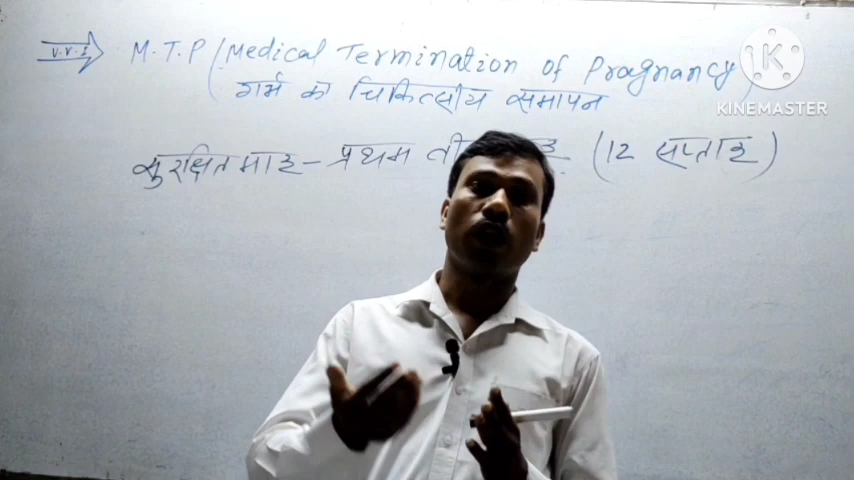 V.V.I M.T.P (Medical Termination of Pragnancy)
गर्भ का चिकित्सीय समापन
K
KINEMASTER
सुरक्षित माह - प्रथम (12 सप्ताह)